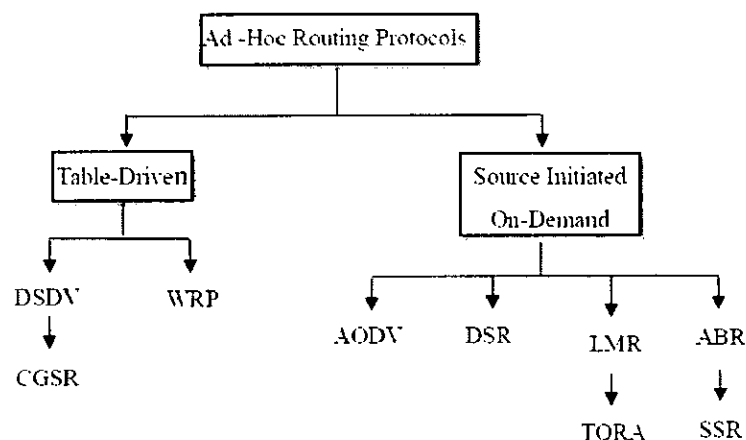 Ad -Hoc Routing Protocols
Table-Driven
Source Initiated
On-Demand
DSDV
WRP
AODV
DSR
LMR
ABR
CGSR
TORA
SSR